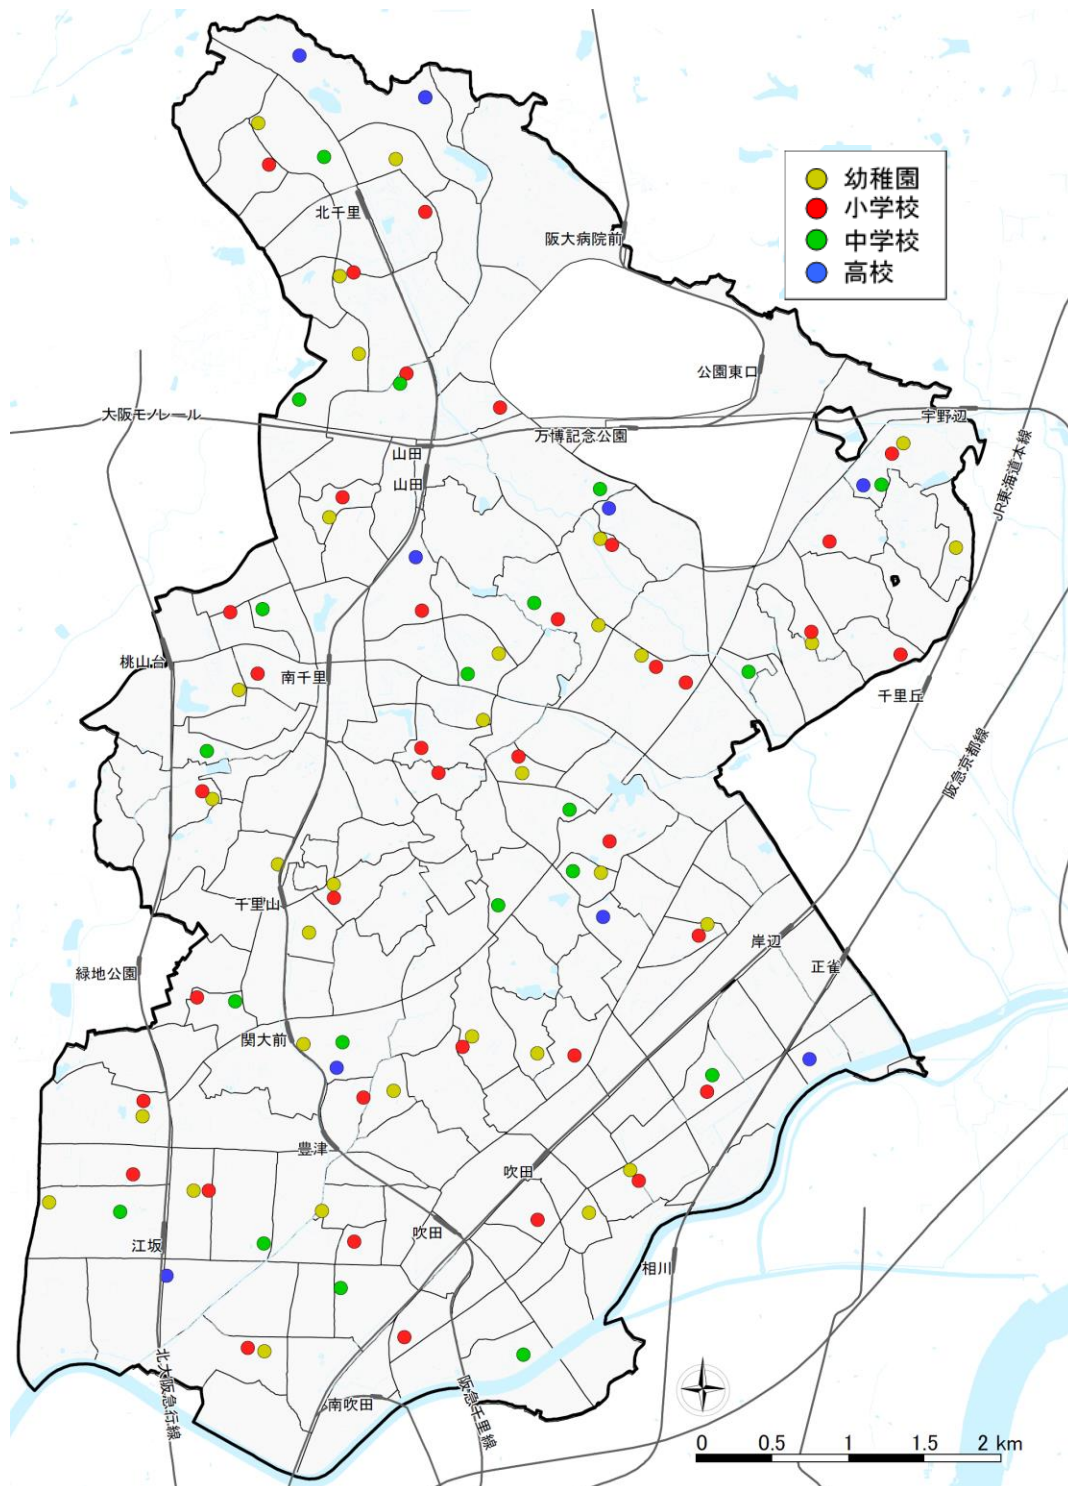 幼稚園
小学校
中学校
高校
北千里
阪大病院前
公園東口
大阪モノレール
宇野辺
万博記念公園
山田
山田
JR東海道本線
桃山台
南千里
千里丘
阪急京都線
千里山
岸辺
正雀
緑地公園
関大前
豊津
吹田
吹田
江坂
相川
北大阪急行線
阪急千里線
南吹田
0 0.5 1 1.5 2 km